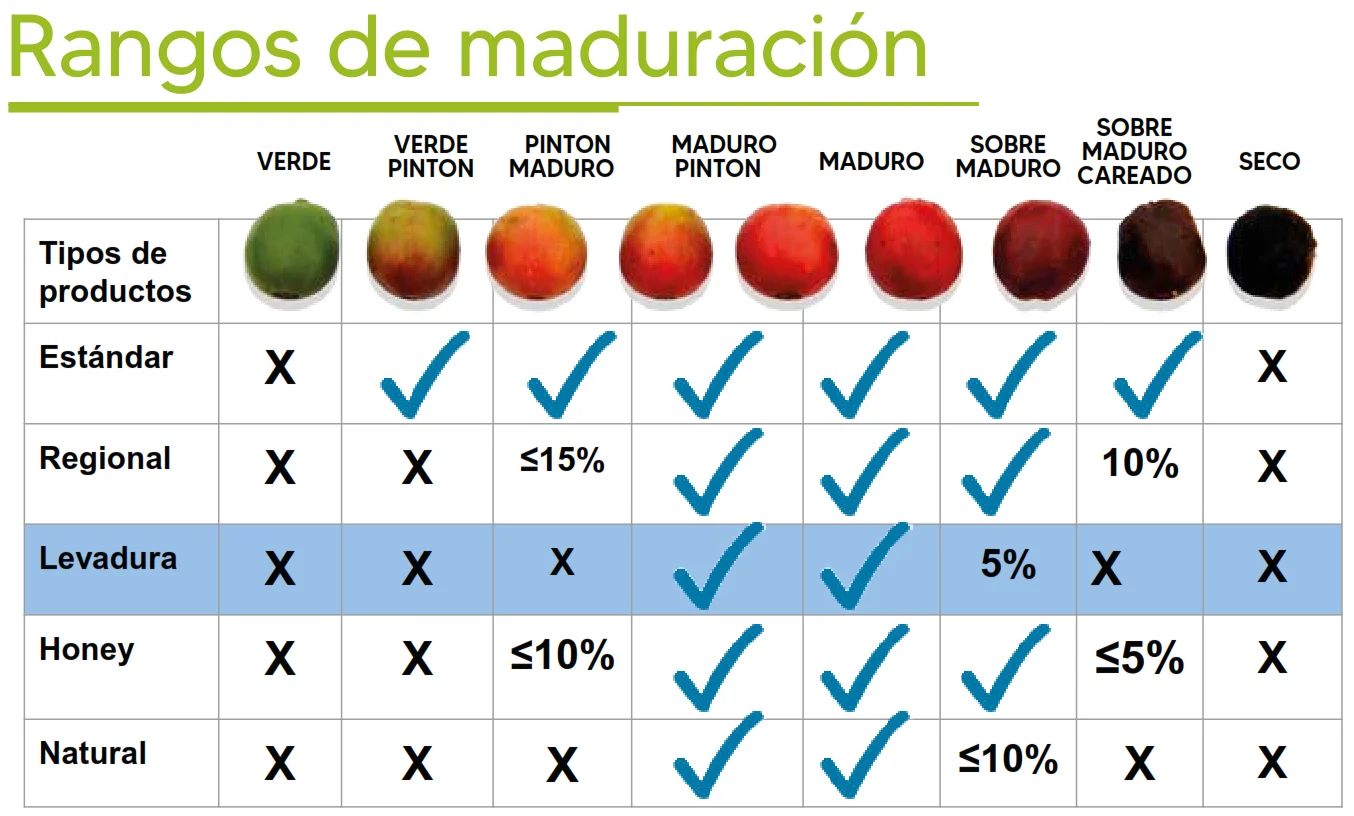 Rangos de maduración
VERDE
VERDE
PINTON
PINTON
MADURO
MADURO
PINTON
MADURO
SOBRE
MADURO
SOBRE
MADURO
CAREADO
SECO
Tipos de
productos
Estándar X X
Regional X X ≤15% 10% X
Levadura X X X 5% X X
Honey X X ≤10% ≤5% X
Natural X X X ≤10% X X